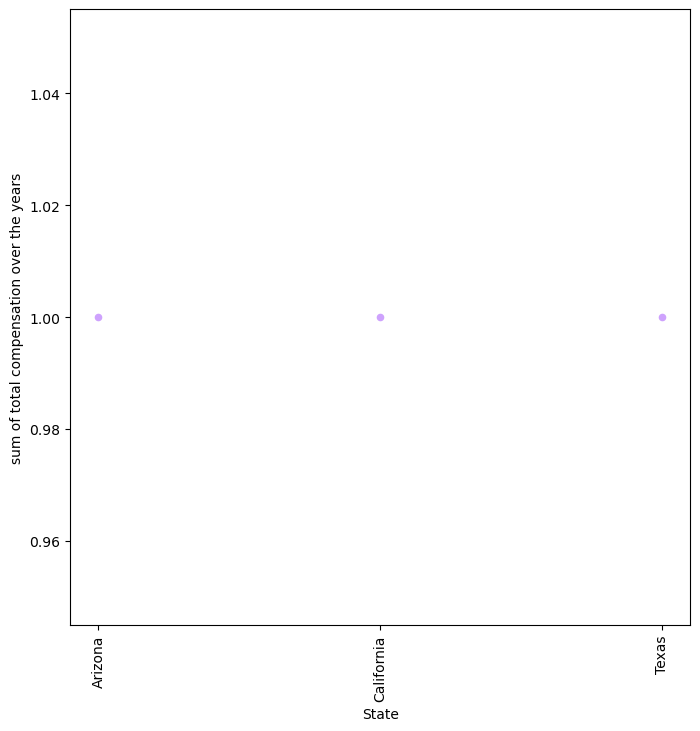 sum of total compensation over the years
1.04
1.02
1.00
0.98
0.96
Arizona
California
Texas
State